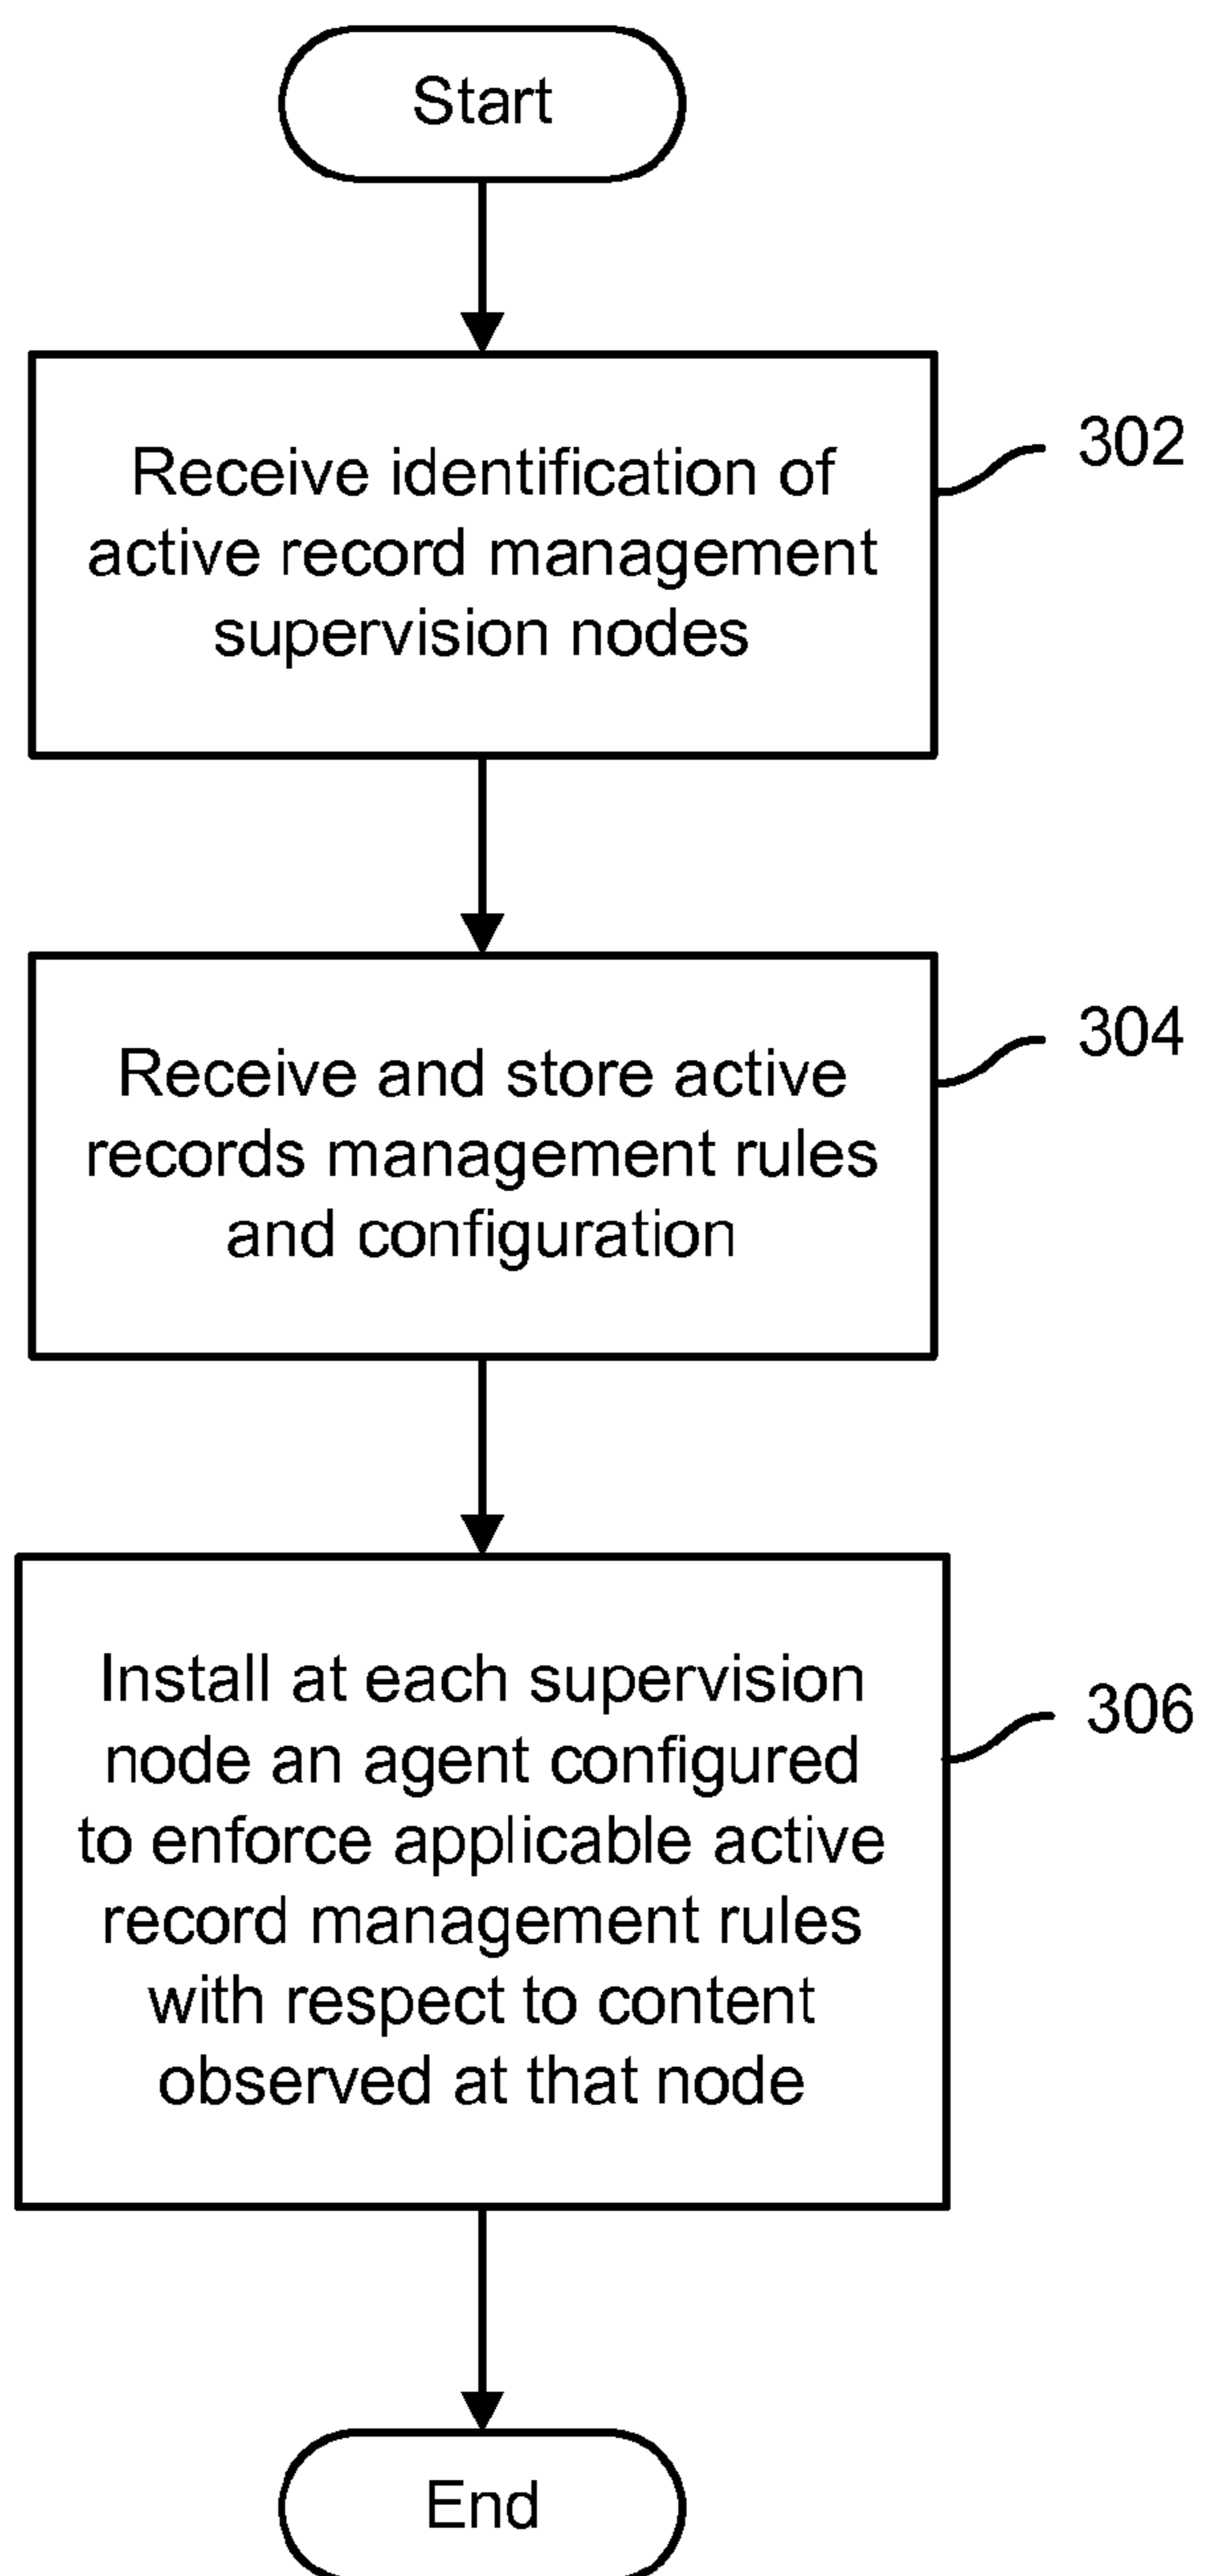 Start
Receive identification of
active record management
supervision nodes
302
Receive and store active
records management rules
and configuration
304
Install at each supervision
node an agent configured
to enforce applicable active
record management rules
with respect to content
observed at that node
306
End